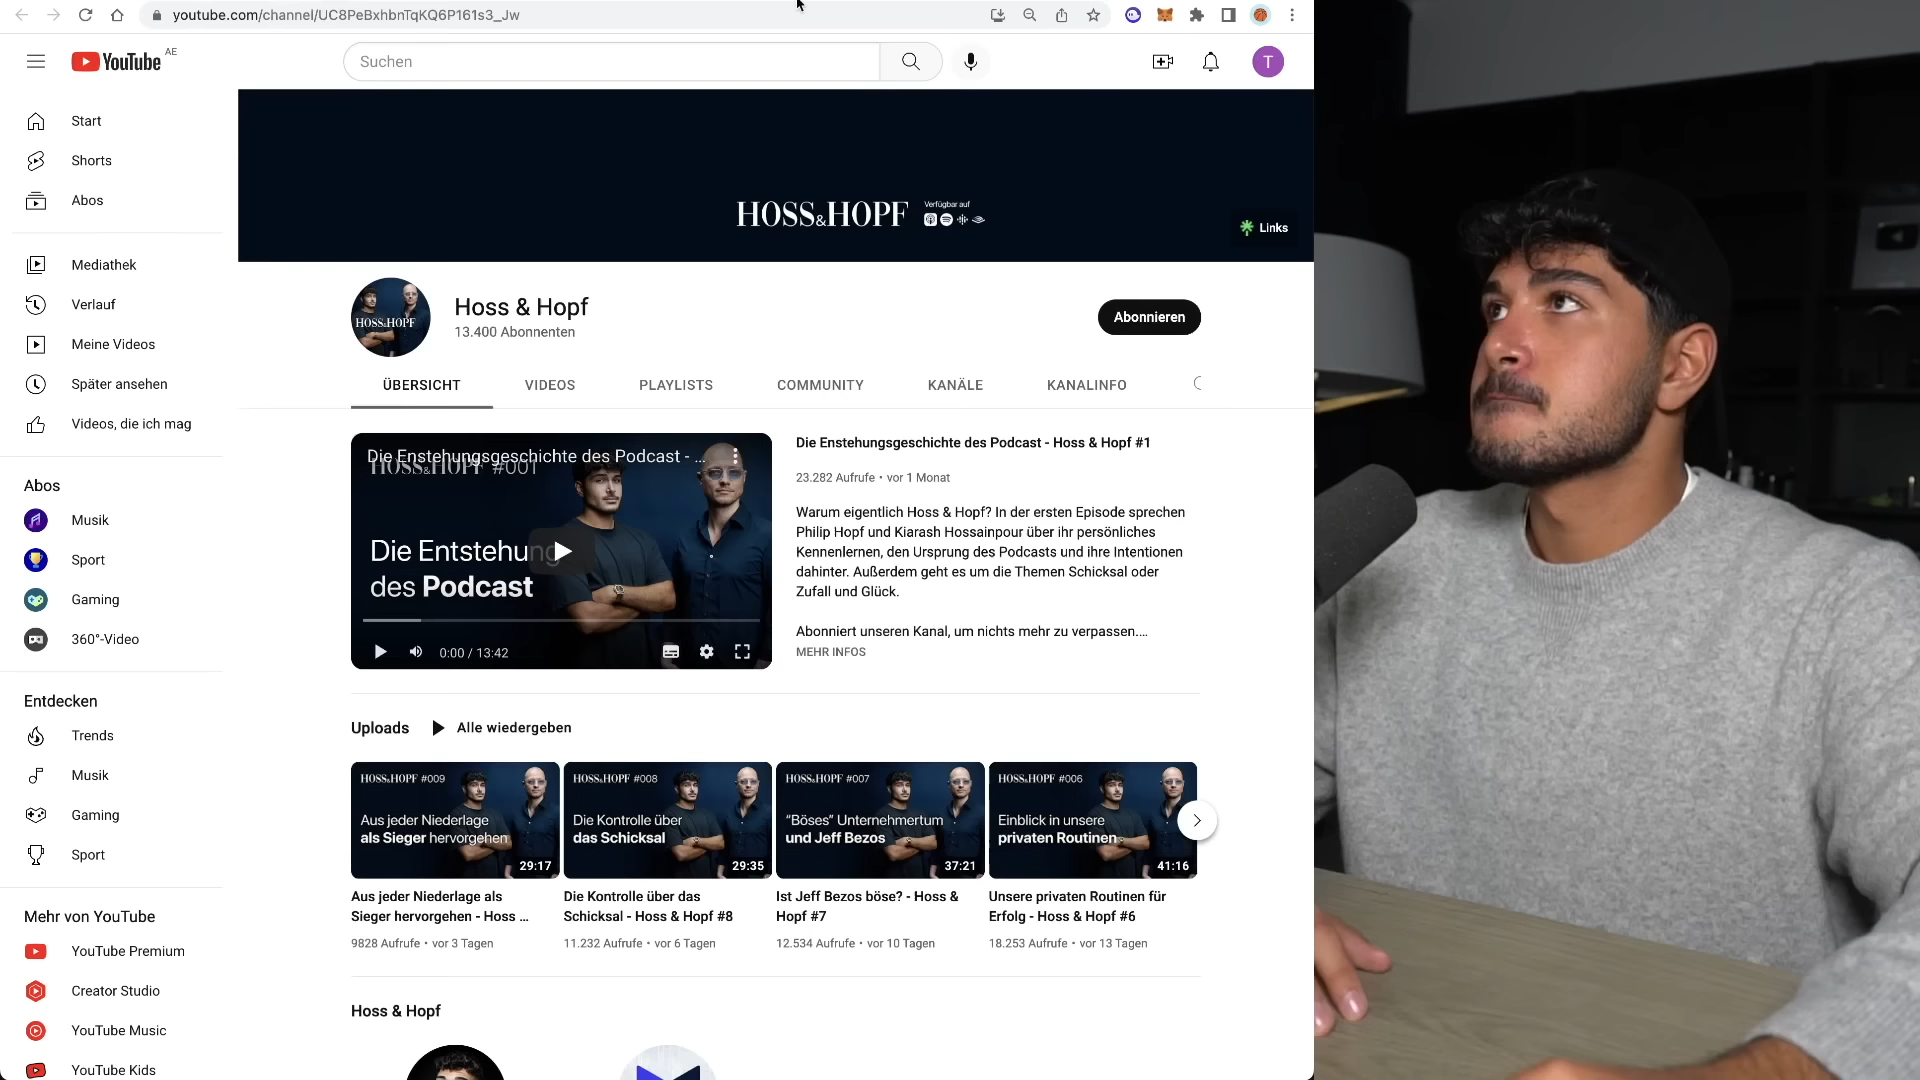 youtube.com/channel/UC8PeBxhbnTqKQ6P161s3_Jw
YouTube AE
Suchen
T
Start
Shorts
Abos
Mediathek
Verlauf
Meine Videos
Später ansehen
Videos, die ich mag
Abos
Musik
Sport
Gaming
360°-Video
Entdecken
Trends
Musik
Gaming
Sport
Mehr von YouTube
YouTube Premium
Creator Studio
YouTube Music
YouTube Kids
HOSS&HOPF
Verfügbar auf
Links
HOSS&HOPF
Hoss & Hopf
13.400 Abonnenten
Abonnieren
ÜBERSICHT
VIDEOS
PLAYLISTS
COMMUNITY
KANÄLE
KANALINFO
Die Enstehungsgeschichte des Podcast - ...
HOSS&HOPF #001
Die Entstehung
des Podcast
0:00 / 13:42
Die Enstehungsgeschichte des Podcast - Hoss & Hopf #1
23.282 Aufrufe • vor 1 Monat
Warum eigentlich Hoss & Hopf? In der ersten Episode sprechen
Philip Hopf und Kiarash Hossainpour über ihr persönliches
Kennenlernen, den Ursprung des Podcasts und ihre Intentionen
dahinter. Außerdem geht es um die Themen Schicksal oder
Zufall und Glück.
Abonniert unseren Kanal, um nichts mehr zu verpassen....
MEHR INFOS
Uploads
Alle wiedergeben
HOSS&HOPF #009
Aus jeder Niederlage
als Sieger hervorgehen
29:17
Aus jeder Niederlage als
Sieger hervorgehen - Hoss ...
9828 Aufrufe • vor 3 Tagen
HOSS&HOPF #008
Die Kontrolle über
das Schicksal
29:35
Die Kontrolle über das
Schicksal - Hoss & Hopf #8
11.232 Aufrufe • vor 6 Tagen
HOSS&HOPF #007
“Böses” Unternehmertum
und Jeff Bezos
37:21
Ist Jeff Bezos böse? - Hoss &
Hopf #7
12.534 Aufrufe • vor 10 Tagen
HOSS&HOPF #006
Einblick in unsere
privaten Routinen
41:16
Unsere privaten Routinen für
Erfolg - Hoss & Hopf #6
18.253 Aufrufe • vor 13 Tagen
Hoss & Hopf